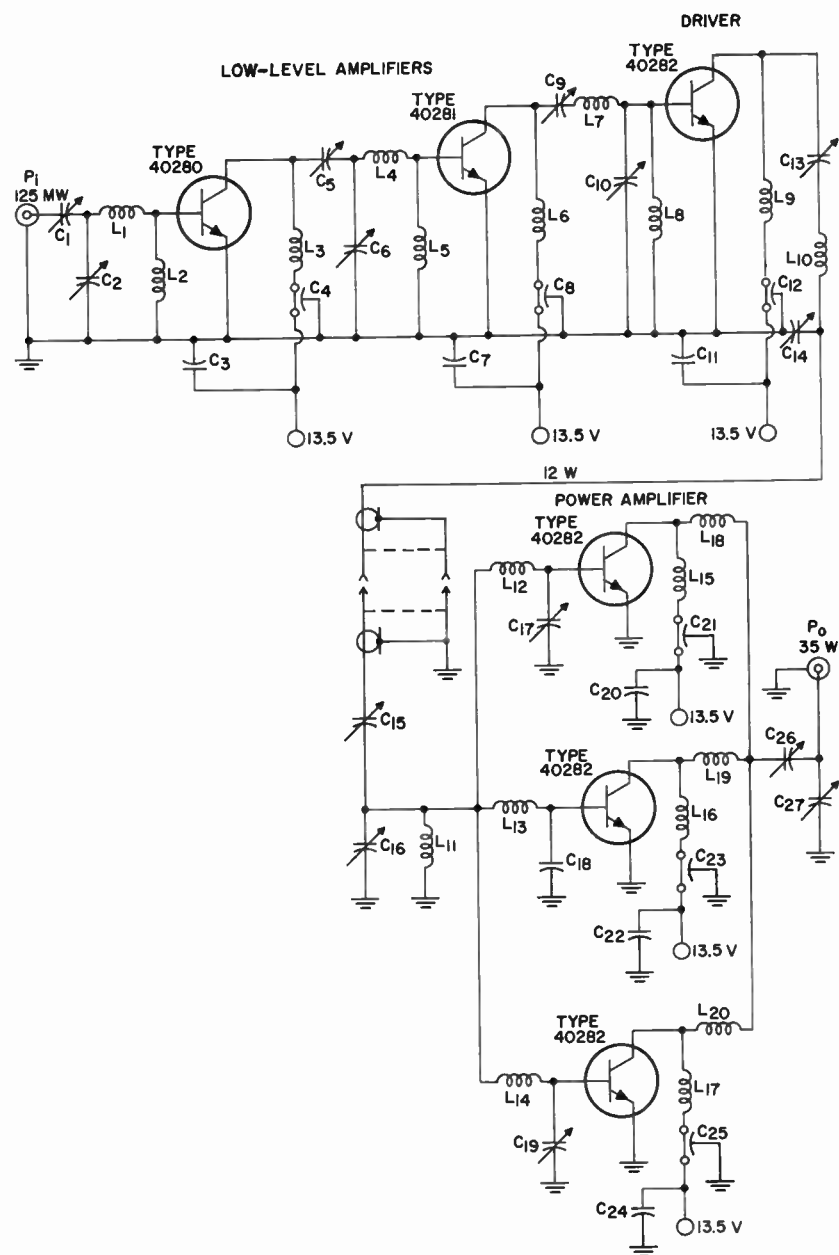 DRIVER
LOW-LEVEL AMPLIFIERS
TYPE
40282
TYPE
40281
TYPE
40280
Pi
125 MW
C1
C2
L1
L2
L3
C4
C3
C5
C6
L4
L5
C7
L6
C8
C9
L7
C10
L8
C11
L9
C12
C13
L10
C14
13.5 V
13.5 V
13.5 V
12 W
POWER AMPLIFIER
TYPE
40282
L12
C17
L18
L15
C21
C20
13.5 V
Po
35 W
C15
C16
L11
TYPE
40282
L13
C18
L19
L16
C23
C22
13.5 V
C26
C27
TYPE
40282
L14
C19
L20
L17
C25
C24
13.5 V